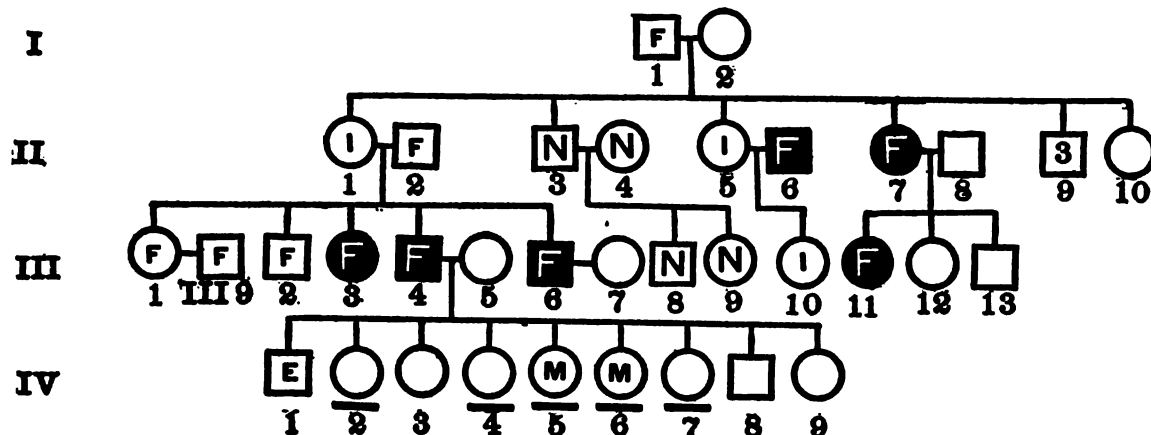 I
F
1 2
II
I F N N I F F 3
1 2 3 4 5 6 7 8 9 10
III
F F F F F F N N I F
1 III 9 2 3 4 5 6 7 8 9 10 11 12 13
IV
E M M
1 2 3 4 5 6 7 8 9